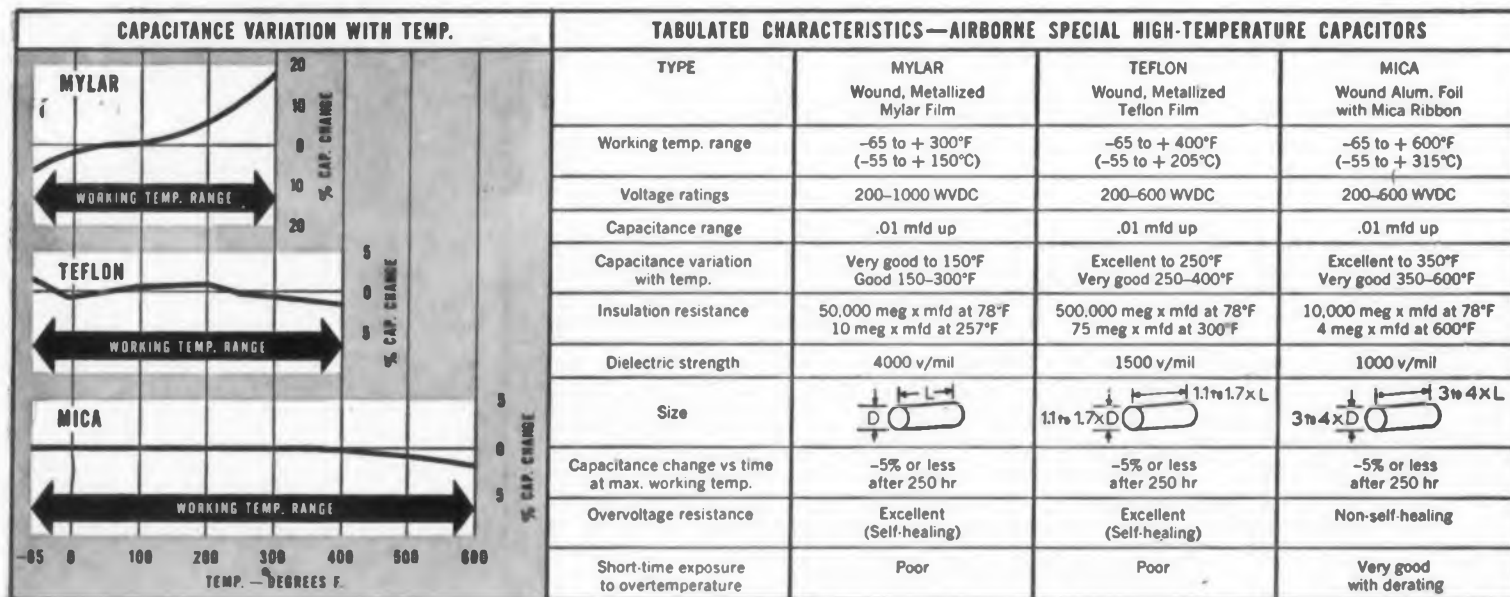 CAPACITANCE VARIATION WITH TEMP.
MYLAR
20
10
0
10
20
% CAP. CHANGE
WORKING TEMP. RANGE
TEFLON
5
0
5
% CAP. CHANGE
WORKING TEMP. RANGE
MICA
5
0
5
% CAP. CHANGE
WORKING TEMP. RANGE
-65 0 100 200 300 400 500 600
TEMP. — DEGREES F.
TABULATED CHARACTERISTICS—AIRBORNE SPECIAL HIGH-TEMPERATURE CAPACITORS
TYPE
MYLAR
Wound, Metallized
Mylar Film
TEFLON
Wound, Metallized
Teflon Film
MICA
Wound Alum. Foil
with Mica Ribbon
Working temp. range
-65 to + 300°F
(-55 to + 150°C)
-65 to + 400°F
(-55 to + 205°C)
-65 to + 600°F
(-55 to + 315°C)
Voltage ratings
200–1000 WVDC
200–600 WVDC
200–600 WVDC
Capacitance range
.01 mfd up
.01 mfd up
.01 mfd up
Capacitance variation
with temp.
Very good to 150°F
Good 150–300°F
Excellent to 250°F
Very good 250–400°F
Excellent to 350°F
Very good 350–600°F
Insulation resistance
50,000 meg x mfd at 78°F
10 meg x mfd at 257°F
500,000 meg x mfd at 78°F
75 meg x mfd at 300°F
10,000 meg x mfd at 78°F
4 meg x mfd at 600°F
Dielectric strength
4000 v/mil
1500 v/mil
1000 v/mil
Size
L
D
1.1 to 1.7 x L
1.1 to 1.7 x D
3 to 4 x L
3 to 4 x D
Capacitance change vs time
at max. working temp.
-5% or less
after 250 hr
-5% or less
after 250 hr
-5% or less
after 250 hr
Overvoltage resistance
Excellent
(Self-healing)
Excellent
(Self-healing)
Non-self-healing
Short-time exposure
to overtemperature
Poor
Poor
Very good
with derating